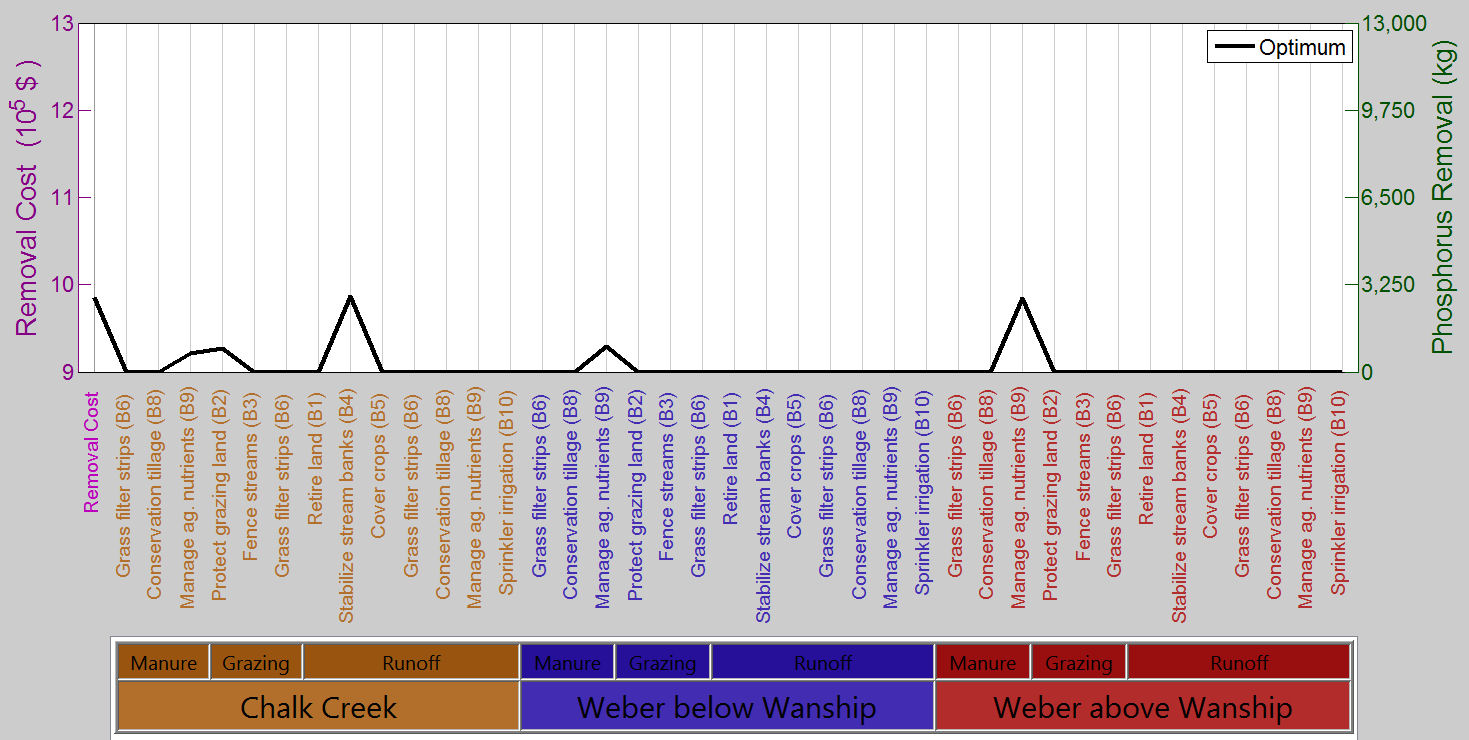 13
12
11
10
9
Removal Cost (10^5 $ )
13,000
9,750
6,500
3,250
0
Phosphorus Removal (kg)
Optimum
Removal Cost
Grass filter strips (B6)
Conservation tillage (B8)
Manage ag. nutrients (B9)
Protect grazing land (B2)
Fence streams (B3)
Grass filter strips (B6)
Retire land (B1)
Stabilize stream banks (B4)
Cover crops (B5)
Grass filter strips (B6)
Conservation tillage (B8)
Manage ag. nutrients (B9)
Sprinkler irrigation (B10)
Grass filter strips (B6)
Conservation tillage (B8)
Manage ag. nutrients (B9)
Protect grazing land (B2)
Fence streams (B3)
Grass filter strips (B6)
Retire land (B1)
Stabilize stream banks (B4)
Cover crops (B5)
Grass filter strips (B6)
Conservation tillage (B8)
Manage ag. nutrients (B9)
Sprinkler irrigation (B10)
Grass filter strips (B6)
Conservation tillage (B8)
Manage ag. nutrients (B9)
Protect grazing land (B2)
Fence streams (B3)
Grass filter strips (B6)
Retire land (B1)
Stabilize stream banks (B4)
Cover crops (B5)
Grass filter strips (B6)
Conservation tillage (B8)
Manage ag. nutrients (B9)
Sprinkler irrigation (B10)
Manure Grazing Runoff Manure Grazing Runoff Manure Grazing Runoff
Chalk Creek Weber below Wanship Weber above Wanship